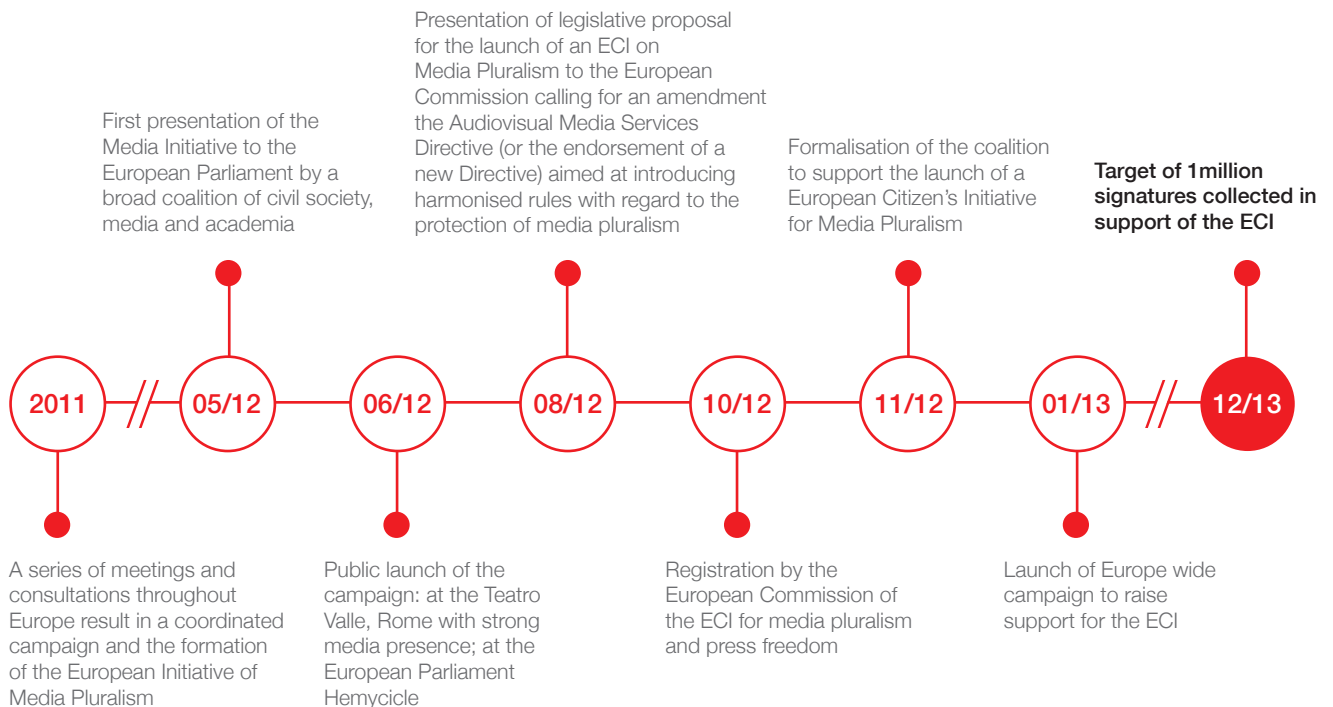 Presentation of legislative proposal
for the launch of an ECI on
Media Pluralism to the European
Commission calling for an amendment
the Audiovisual Media Services
Directive (or the endorsement of a
new Directive) aimed at introducing
harmonised rules with regard to the
protection of media pluralism
First presentation of the
Media Initiative to the
European Parliament by a
broad coalition of civil society,
media and academia
Formalisation of the coalition
to support the launch of a
European Citizen's Initiative
for Media Pluralism
Target of 1million
signatures collected in
support of the ECI
2011
05/12
06/12
08/12
10/12
11/12
01/13
12/13
A series of meetings and
consultations throughout
Europe result in a coordinated
campaign and the formation
of the European Initiative of
Media Pluralism
Public launch of the
campaign: at the Teatro
Valle, Rome with strong
media presence; at the
European Parliament
Hemycicle
Registration by the
European Commission of
the ECI for media pluralism
and press freedom
Launch of Europe wide
campaign to raise
support for the ECI